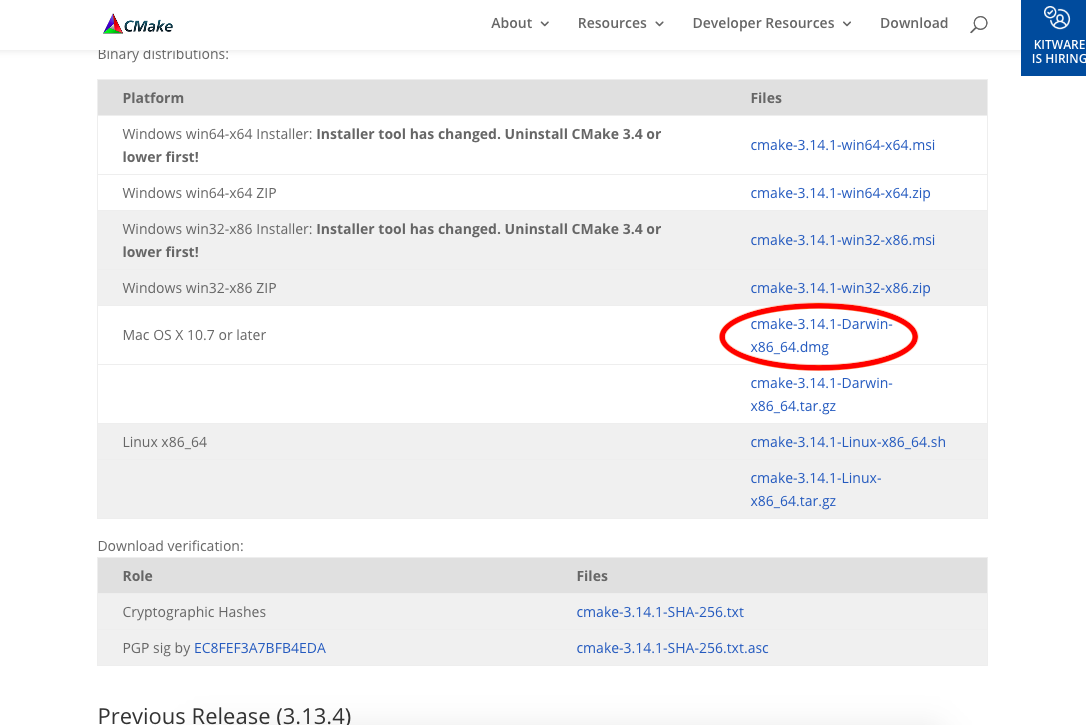 CMake
About
Resources
Developer Resources
Download
KITWARE
IS HIRING
Binary distributions:
Platform Files
Windows win64-x64 Installer: Installer tool has changed. Uninstall CMake 3.4 or
lower first!
cmake-3.14.1-win64-x64.msi
Windows win64-x64 ZIP
cmake-3.14.1-win64-x64.zip
Windows win32-x86 Installer: Installer tool has changed. Uninstall CMake 3.4 or
lower first!
cmake-3.14.1-win32-x86.msi
Windows win32-x86 ZIP
cmake-3.14.1-win32-x86.zip
Mac OS X 10.7 or later
cmake-3.14.1-Darwin-
x86_64.dmg
cmake-3.14.1-Darwin-
x86_64.tar.gz
Linux x86_64
cmake-3.14.1-Linux-x86_64.sh
cmake-3.14.1-Linux-
x86_64.tar.gz
Download verification:
Role Files
Cryptographic Hashes
cmake-3.14.1-SHA-256.txt
PGP sig by EC8FEF3A7BFB4EDA
cmake-3.14.1-SHA-256.txt.asc
Previous Release (3.13.4)